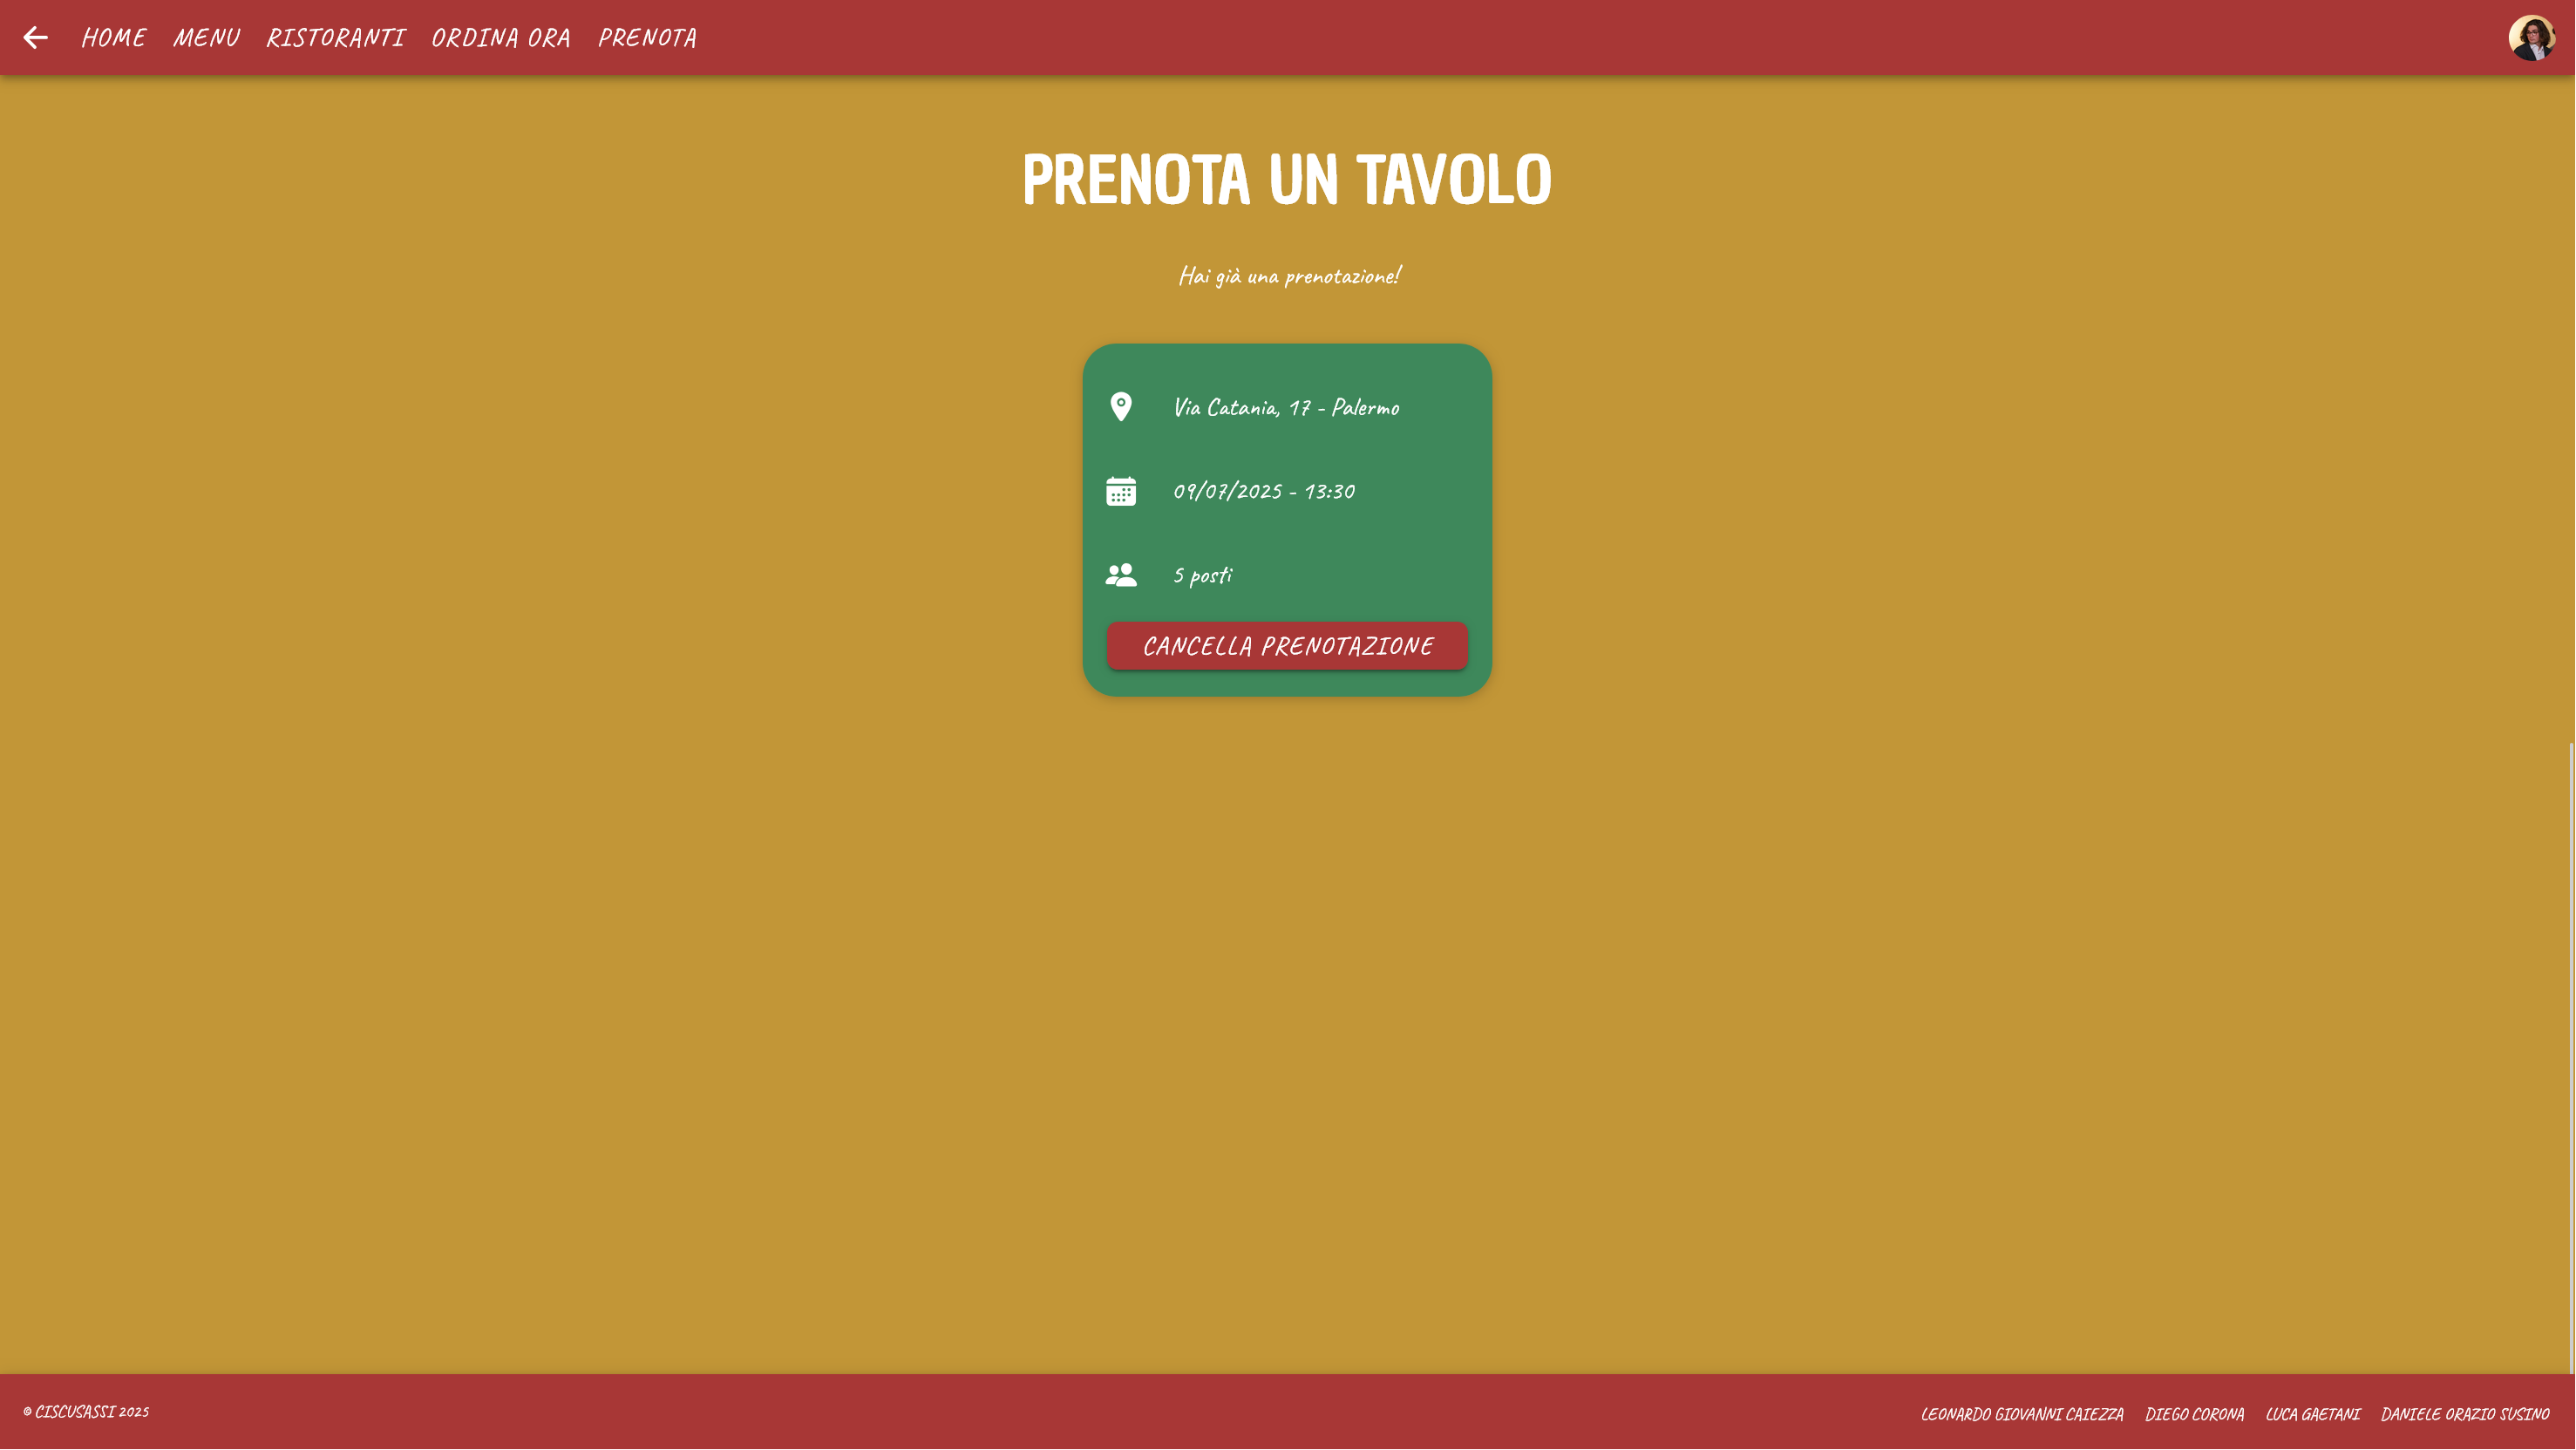 HOME MENU RISTORANTI ORDINA ORA PRENOTA
PRENOTA UN TAVOLO
Hai già una prenotazione!
Via Catania, 17 - Palermo
09/07/2025 - 13:30
5 posti
CANCELLA PRENOTAZIONE
© CISCUSASSI 2025
LEONARDO GIOVANNI CAIEZZA DIEGO CORONA LUCA GAETANI DANIELE ORAZIO SUSINO